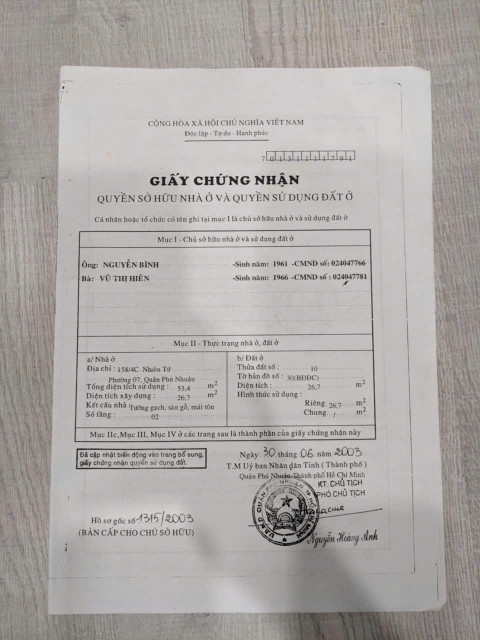 CỘNG HÒA XÃ HỘI CHỦ NGHĨA VIỆT NAM
Độc lập - Tự do - Hạnh phúc
GIẤY CHỨNG NHẬN
QUYỀN SỞ HỮU NHÀ Ở VÀ QUYỀN SỬ DỤNG ĐẤT Ở
Cá nhân hoặc tổ chức có tên ghi tại mục I là chủ sở hữu nhà ở và sử dụng đất ở
Mục I - Chủ sở hữu nhà ở và sử dụng đất ở
Ông: NGUYỄN BÌNH -Sinh năm: 1961 -CMND số: 024047766
Bà: VŨ THỊ HIÊN -Sinh năm: 1966 -CMND số : 024047781
Mục II - Thực trạng nhà ở, đất ở
a/ Nhà ở
Địa chỉ : 158/4C Nhiêu Tứ
Phường 07, Quận Phú Nhuận
Tổng diện tích sử dụng : 53,4 m2
Diện tích xây dựng : 26,7 m2
Kết cấu nhà : Tường gạch, sàn gỗ, mái tôn
Số tầng : 02
b/ Đất ở
Thửa đất số : 10
Tờ bản đồ số : 30(BĐĐC)
Diện tích : 26,7 m2
Hình thức sử dụng :
Riêng : 26,7 m2
Chung : / m2
Mục IIc, Mục III, Mục IV ở các trang sau là thành phần của giấy chứng nhận này
Đã cập nhật biến động vào trang bổ sung,
giấy chứng nhận quyền sử dụng đất.
Ngày 30 tháng 06 năm 2003
T.M Uỷ ban Nhân dân Tỉnh ( Thành phố )
Quận Phú Nhuận Thành phố Hồ Chí Minh
KT. CHỦ TỊCH
PHÓ CHỦ TỊCH
Hồ sơ gốc số 1315/2003
(BẢN CẤP CHO CHỦ SỞ HỮU)
Nguyễn Hoàng Anh